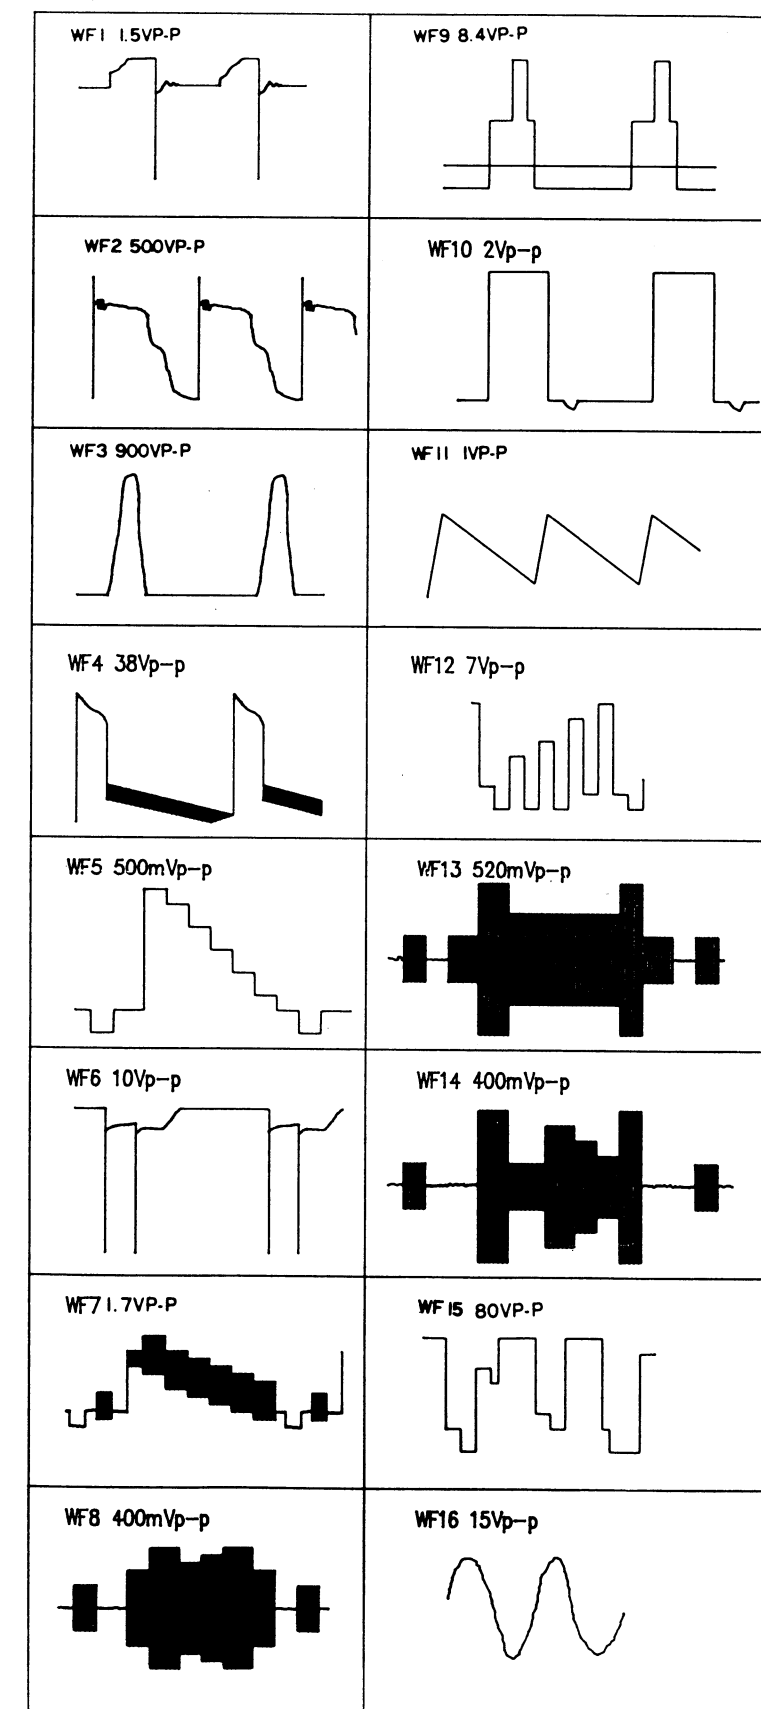 WF1 1.5VP-P
WF9 8.4VP-P
WF2 500VP-P
WF10 2Vp-p
WF3 900VP-P
WF11 1VP-P
WF4 38Vp-p
WF12 7Vp-p
WF5 500mVp-p
WF13 520mVp-p
WF6 10Vp-p
WF14 400mVp-p
WF7 1.7VP-P
WF15 80VP-P
WF8 400mVp-p
WF16 15Vp-p